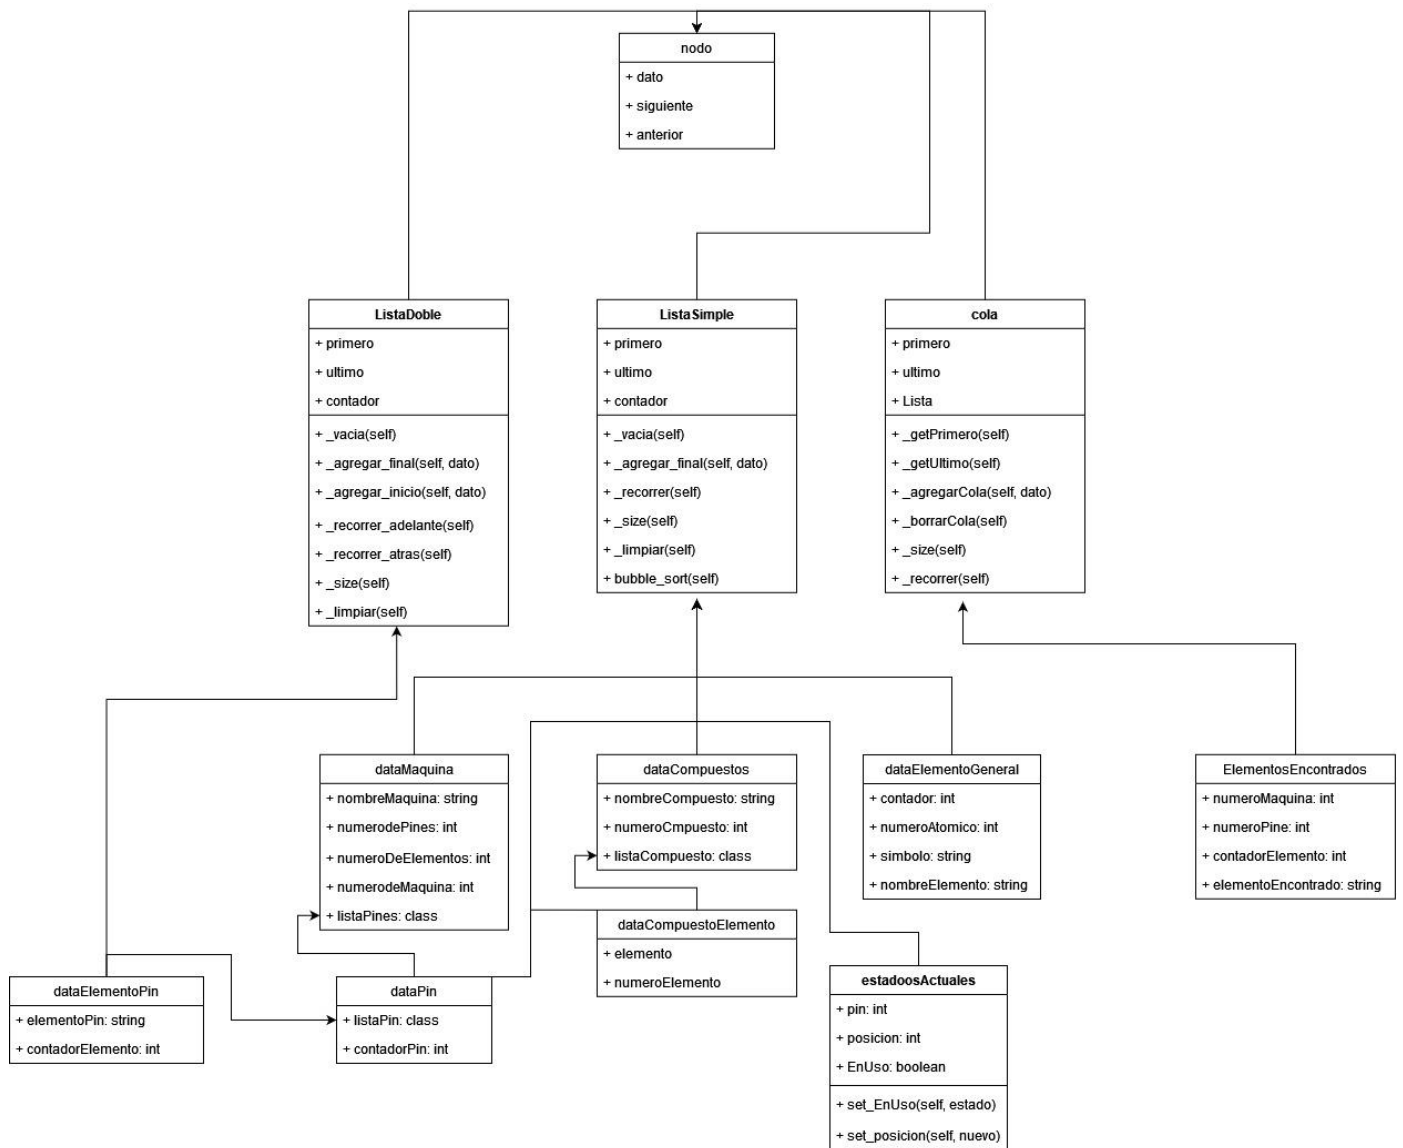 nodo
+ dato
+ siguiente
+ anterior
ListaDoble
+ primero
+ ultimo
+ contador
+ _vacia(self)
+ _agregar_final(self, dato)
+ _agregar_inicio(self, dato)
+ _recorrer_adelante(self)
+ _recorrer_atras(self)
+ _size(self)
+ _limpiar(self)
ListaSimple
+ primero
+ ultimo
+ contador
+ _vacia(self)
+ _agregar_final(self, dato)
+ _recorrer(self)
+ _size(self)
+ _limpiar(self)
+ bubble_sort(self)
cola
+ primero
+ ultimo
+ Lista
+ _getPrimero(self)
+ _getUltimo(self)
+ _agregarCola(self, dato)
+ _borrarCola(self)
+ _size(self)
+ _recorrer(self)
dataMaquina
+ nombreMaquina: string
+ numerodePines: int
+ numeroDeElementos: int
+ numerodeMaquina: int
+ listaPines: class
dataCompuestos
+ nombreCompuesto: string
+ numeroCmpuesto: int
+ listaCompuesto: class
dataElementoGeneral
+ contador: int
+ numeroAtomico: int
+ simbolo: string
+ nombreElemento: string
ElementosEncontrados
+ numeroMaquina: int
+ numeroPine: int
+ contadorElemento: int
+ elementoEncontrado: string
dataCompuestoElemento
+ elemento
+ numeroElemento
dataElementoPin
+ elementoPin: string
+ contadorElemento: int
dataPin
+ listaPin: class
+ contadorPin: int
estadoosActuales
+ pin: int
+ posicion: int
+ EnUso: boolean
+ set_EnUso(self, estado)
+ set_posicion(self, nuevo)